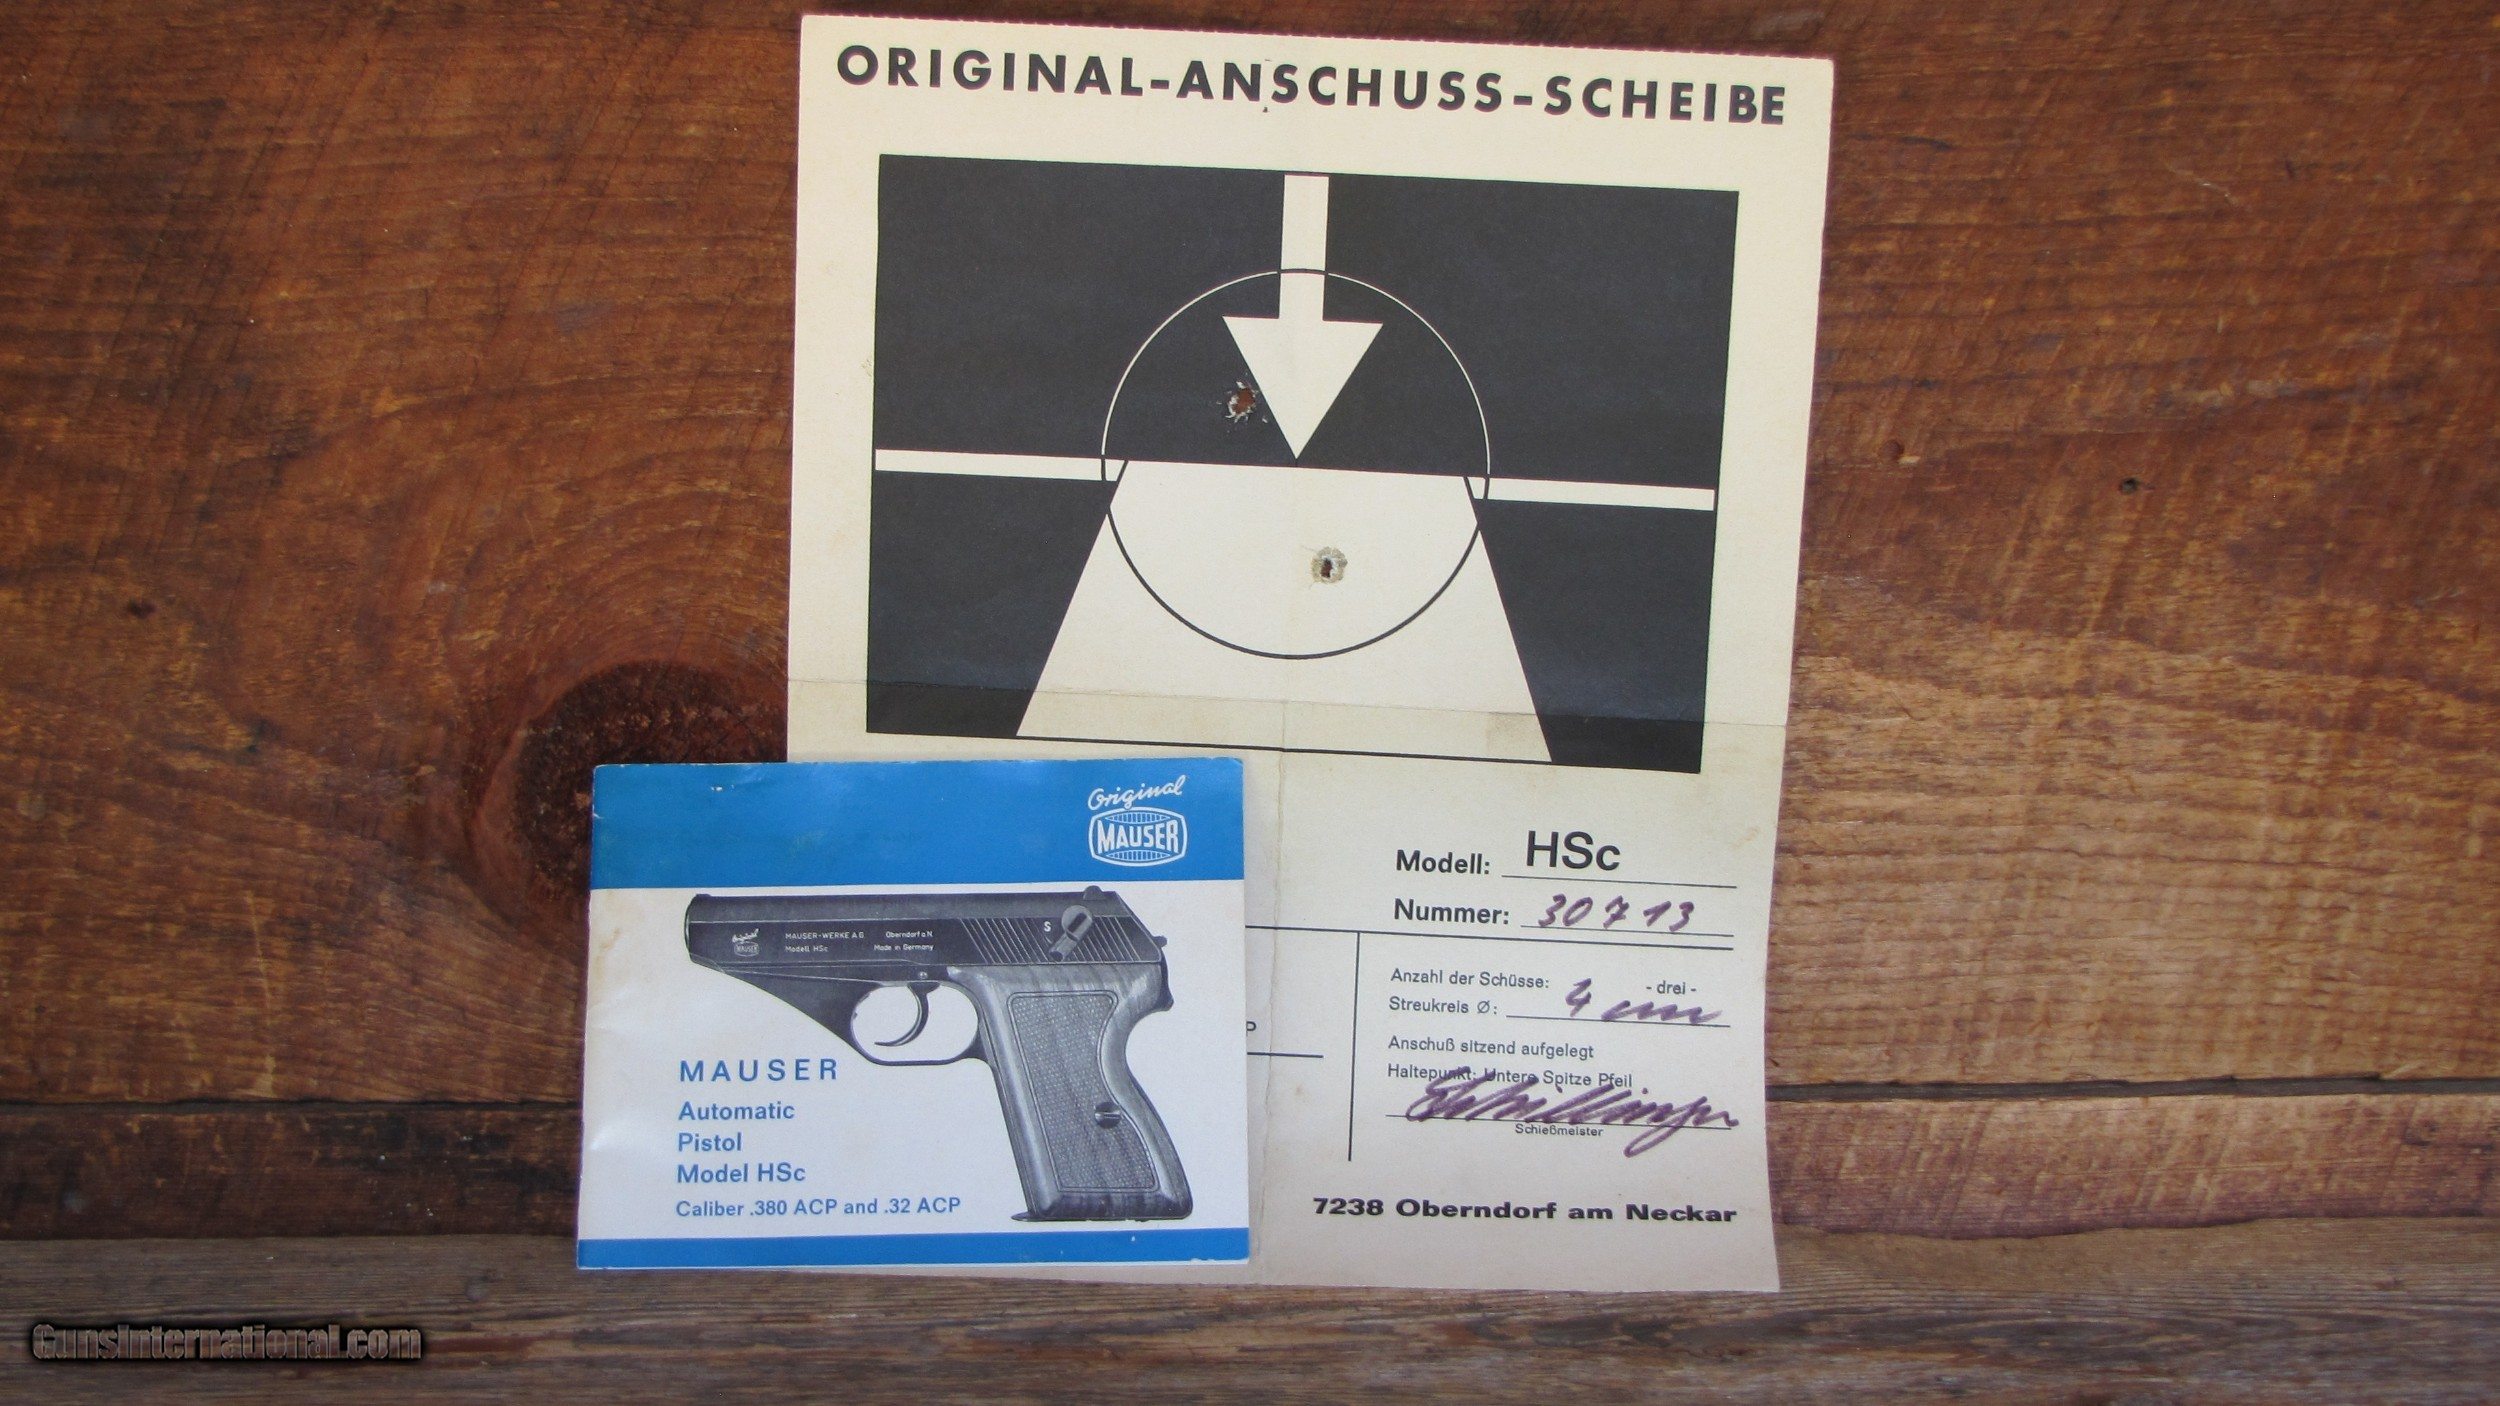 ORIGINAL-ANSCHUSS-SCHEIBE
Original
MAUSER
Original
MAUSER
MAUSER-WERKE A.G. Oberndorf a.N.
Modell HSc Made in Germany
S
MAUSER
Automatic
Pistol
Model HSc
Caliber .380 ACP and .32 ACP
Modell: HSc
Nummer: 30713
Anzahl der Schüsse: - drei -
Streukreis Ø: 4 cm
P
Anschuß sitzend aufgelegt
Haltepunkt: Untere Spitze Pfeil
Schießmeister
7238 Oberndorf am Neckar
GunsInternational.com